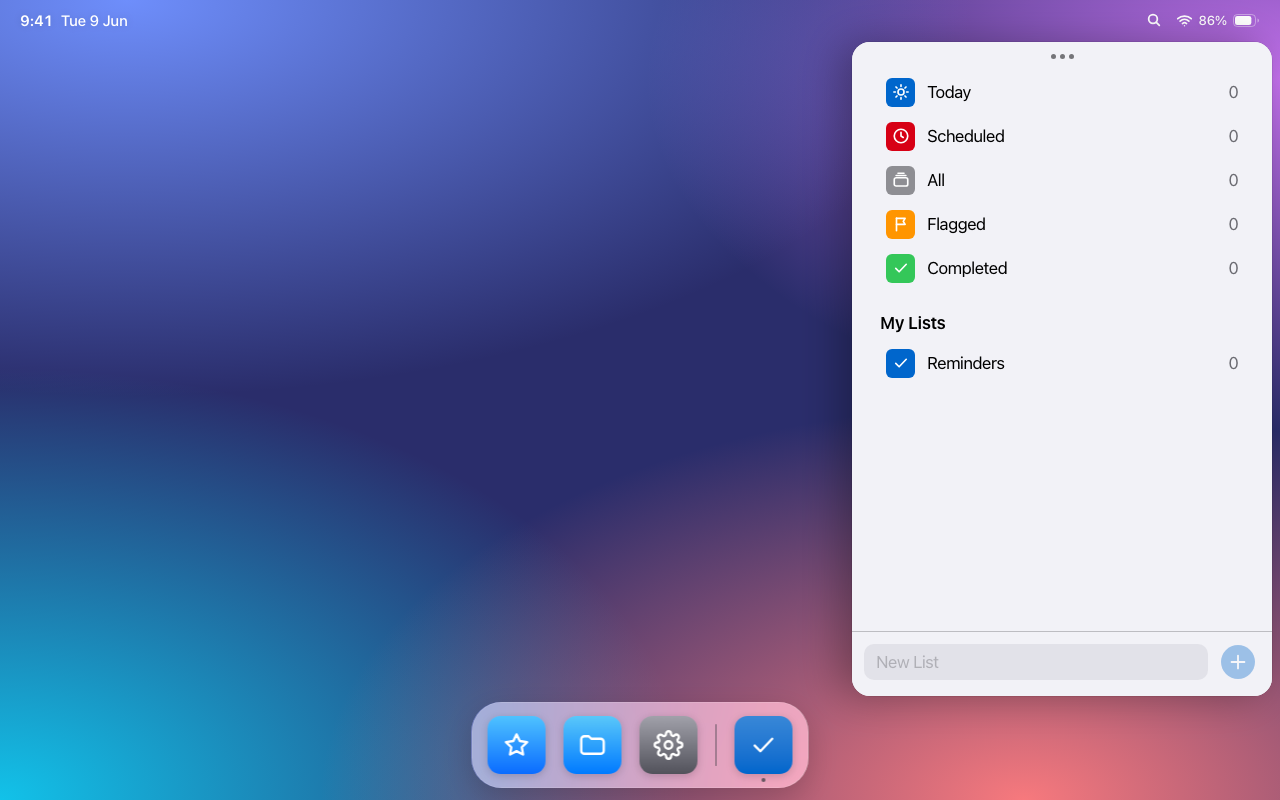 9:41 Tue 9 Jun 86%
Today 0
Scheduled 0
All 0
Flagged 0
Completed 0
My Lists
Reminders 0
New List